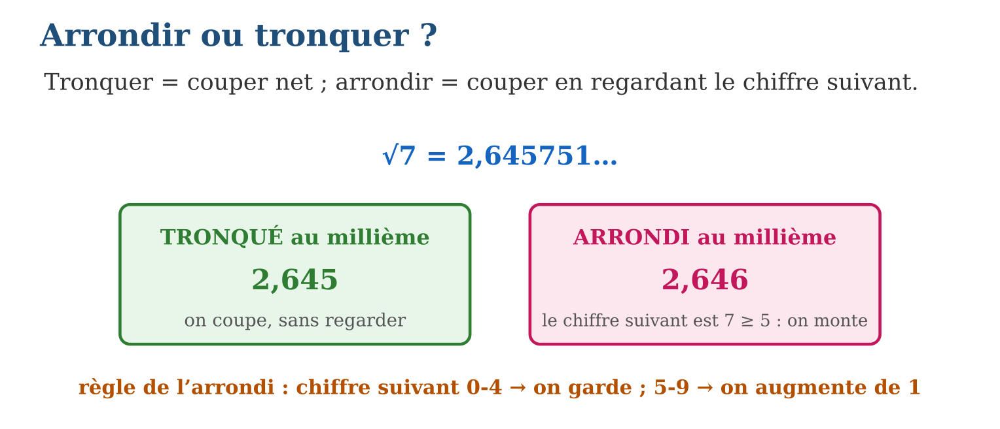 Arrondir ou tronquer ?
Tronquer = couper net ; arrondir = couper en regardant le chiffre suivant.
√7 = 2,645751…
TRONQUÉ au millième
2,645
on coupe, sans regarder
ARRONDI au millième
2,646
le chiffre suivant est 7 ≥ 5 : on monte
règle de l’arrondi : chiffre suivant 0-4 → on garde ; 5-9 → on augmente de 1